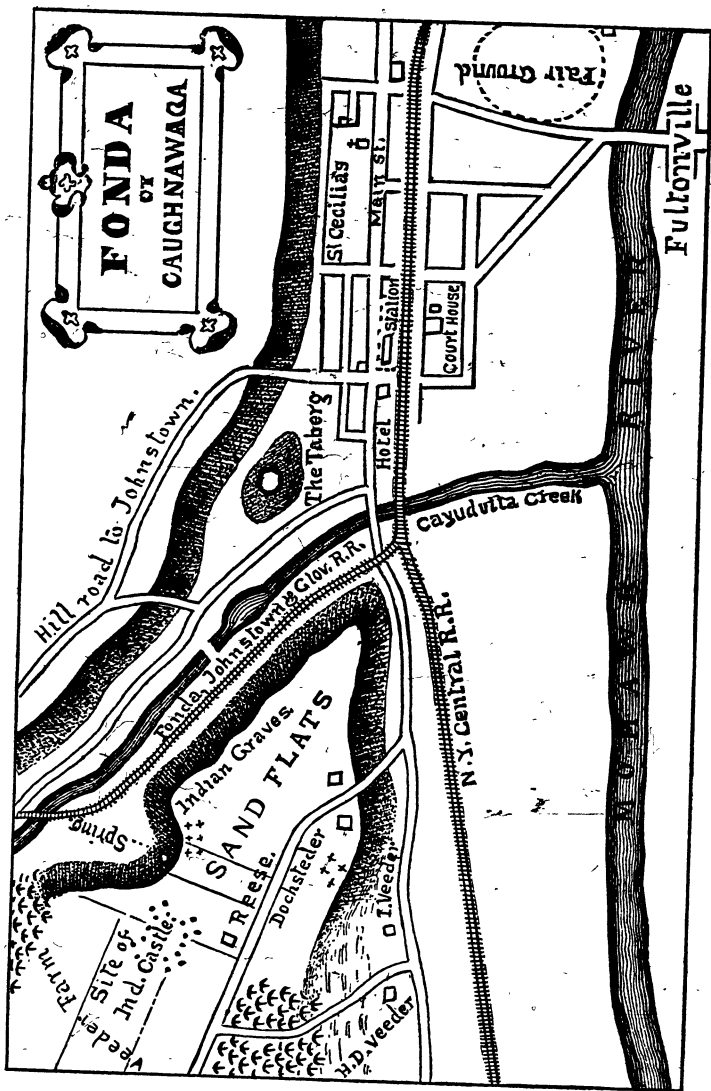 FONDA
OR
CAUGHNAWAGA
Fair Ground
Fultonville
St Cecilia's
Main St.
Station
Court House
Hill road to Johnstown.
The Taberg
Hotel
Cayudutta Creek
MOHAWK RIVER
Fonda, Johnstown & Glov. R.R.
N.Y. Central R.R.
Spring
Indian Graves.
SAND FLATS
Reese.
Dochsteder
I. Veeder
H.D. Veeder
Site of
Ind. Castle.
Veeder Farm